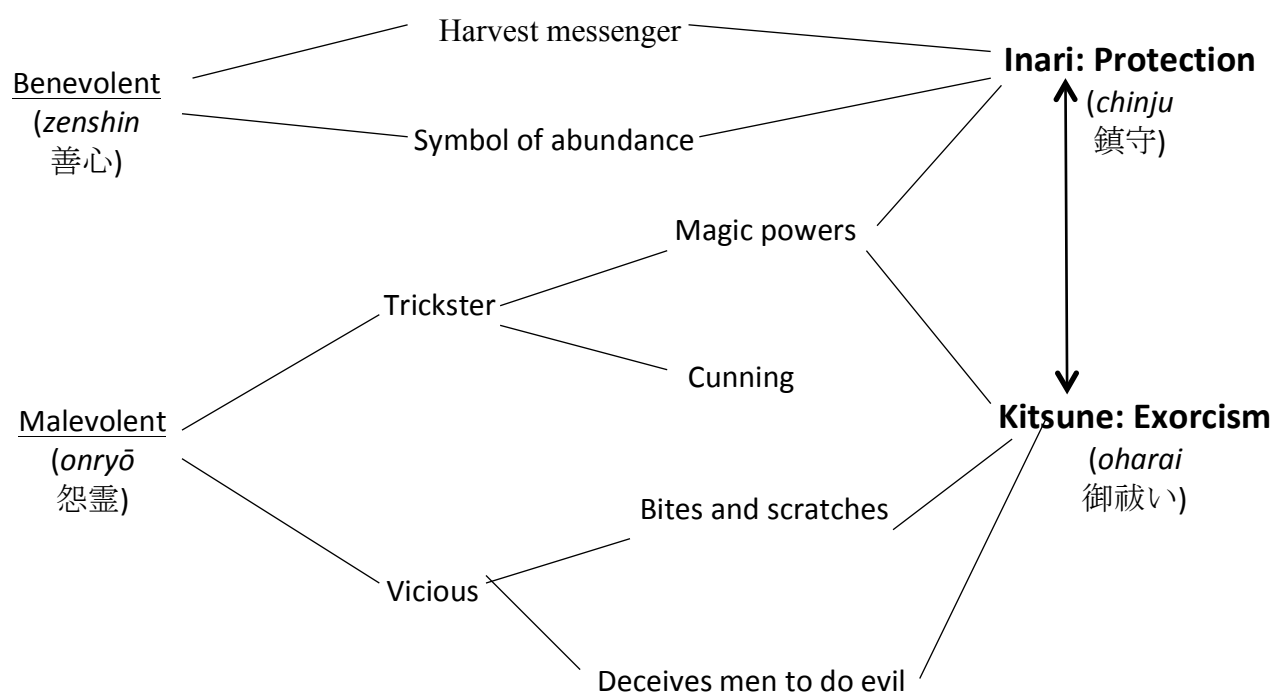 Harvest messenger
Inari: Protection
(chinju
鎮守)
Benevolent
(zenshin
善心)
Symbol of abundance
Magic powers
Trickster
Cunning
Malevolent
(onryō
怨霊)
Kitsune: Exorcism
(oharai
御祓い)
Bites and scratches
Vicious
Deceives men to do evil